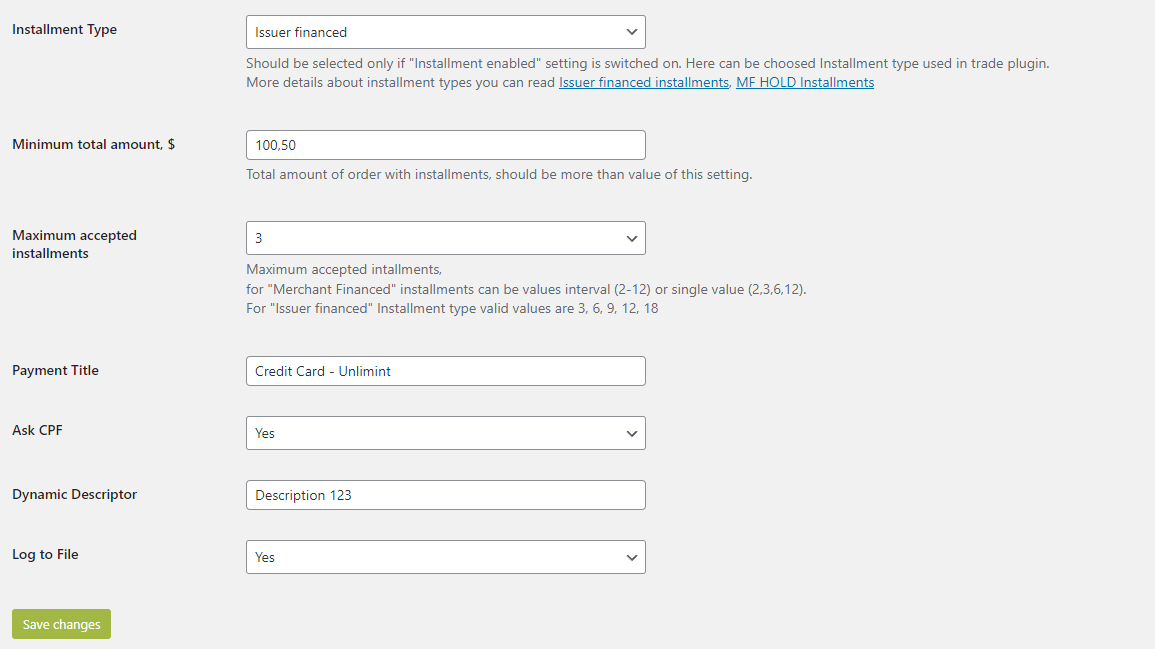 Installment Type
Issuer financed
Should be selected only if "Installment enabled" setting is switched on. Here can be choosed Installment type used in trade plugin.
More details about installment types you can read Issuer financed installments, MF HOLD Installments
Minimum total amount, $
100,50
Total amount of order with installments, should be more than value of this setting.
Maximum accepted
installments
3
Maximum accepted intallments,
for "Merchant Financed" installments can be values interval (2-12) or single value (2,3,6,12).
For "Issuer financed" Installment type valid values are 3, 6, 9, 12, 18
Payment Title
Credit Card - Unlimint
Ask CPF
Yes
Dynamic Descriptor
Description 123
Log to File
Yes
Save changes